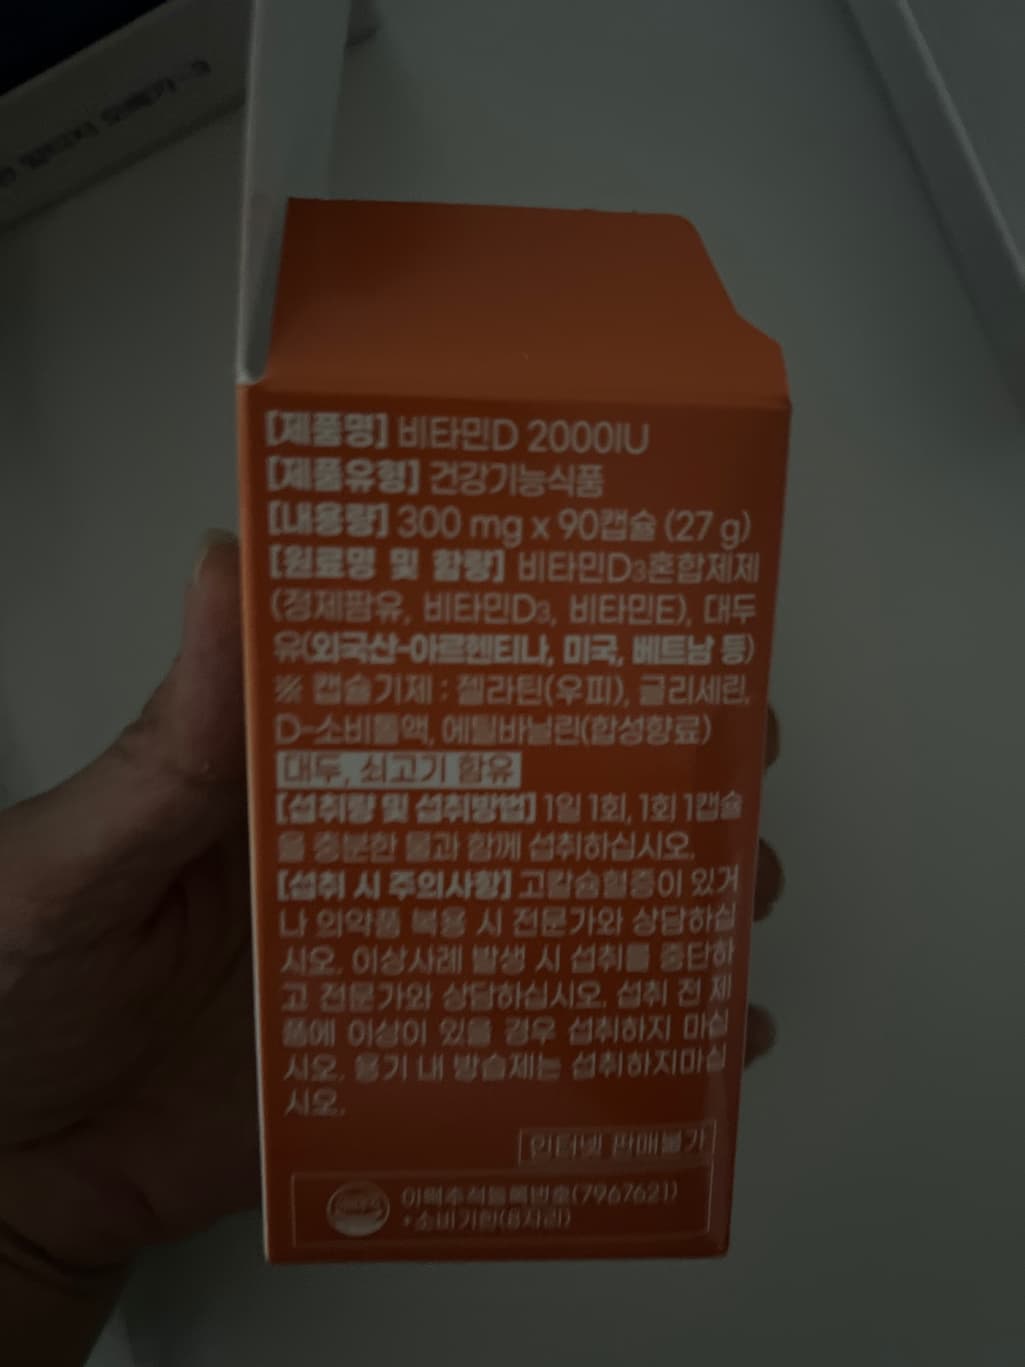 [제품명] 비타민D 2000IU
[제품유형] 건강기능식품
[내용량] 300 mg x 90캡슐 (27 g)
[원료명 및 함량] 비타민D3혼합제제
(정제팜유, 비타민D3, 비타민E), 대두
유(외국산-아르헨티나, 미국, 베트남 등)
※ 캡슐기제 : 젤라틴(우피), 글리세린,
D-소비톨액, 에틸바닐린(합성향료)
대두, 쇠고기 함유
[섭취량 및 섭취방법] 1일 1회, 1회 1캡슐
을 충분한 물과 함께 섭취하십시오.
[섭취 시 주의사항] 고칼슘혈증이 있거
나 의약품 복용 시 전문가와 상담하십
시오. 이상사례 발생 시 섭취를 중단하
고 전문가와 상담하십시오. 섭취 전 제
품에 이상이 있을 경우 섭취하지 마십
시오. 용기 내 방습제는 섭취하지마십
시오.
인터넷 판매불가
이력추적등록번호(7967621)
+소비기한(8자리)